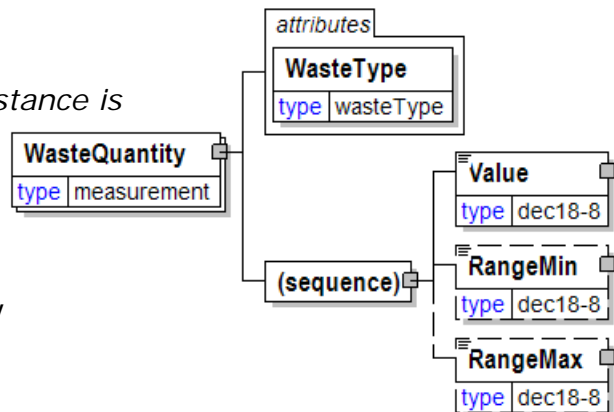 attributes
WasteType
type wasteType
stance is
WasteQuantity
type measurement
Value
type dec18-8
RangeMin
type dec18-8
(sequence)
RangeMax
type dec18-8